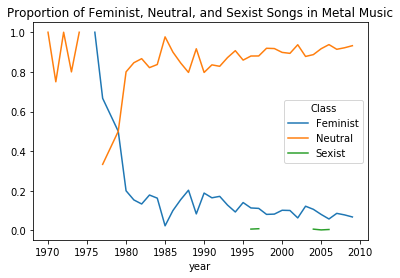 Proportion of Feminist, Neutral, and Sexist Songs in Metal Music
1.0
0.8
0.6
0.4
0.2
0.0
Class
Feminist
Neutral
Sexist
1970 1975 1980 1985 1990 1995 2000 2005 2010
year